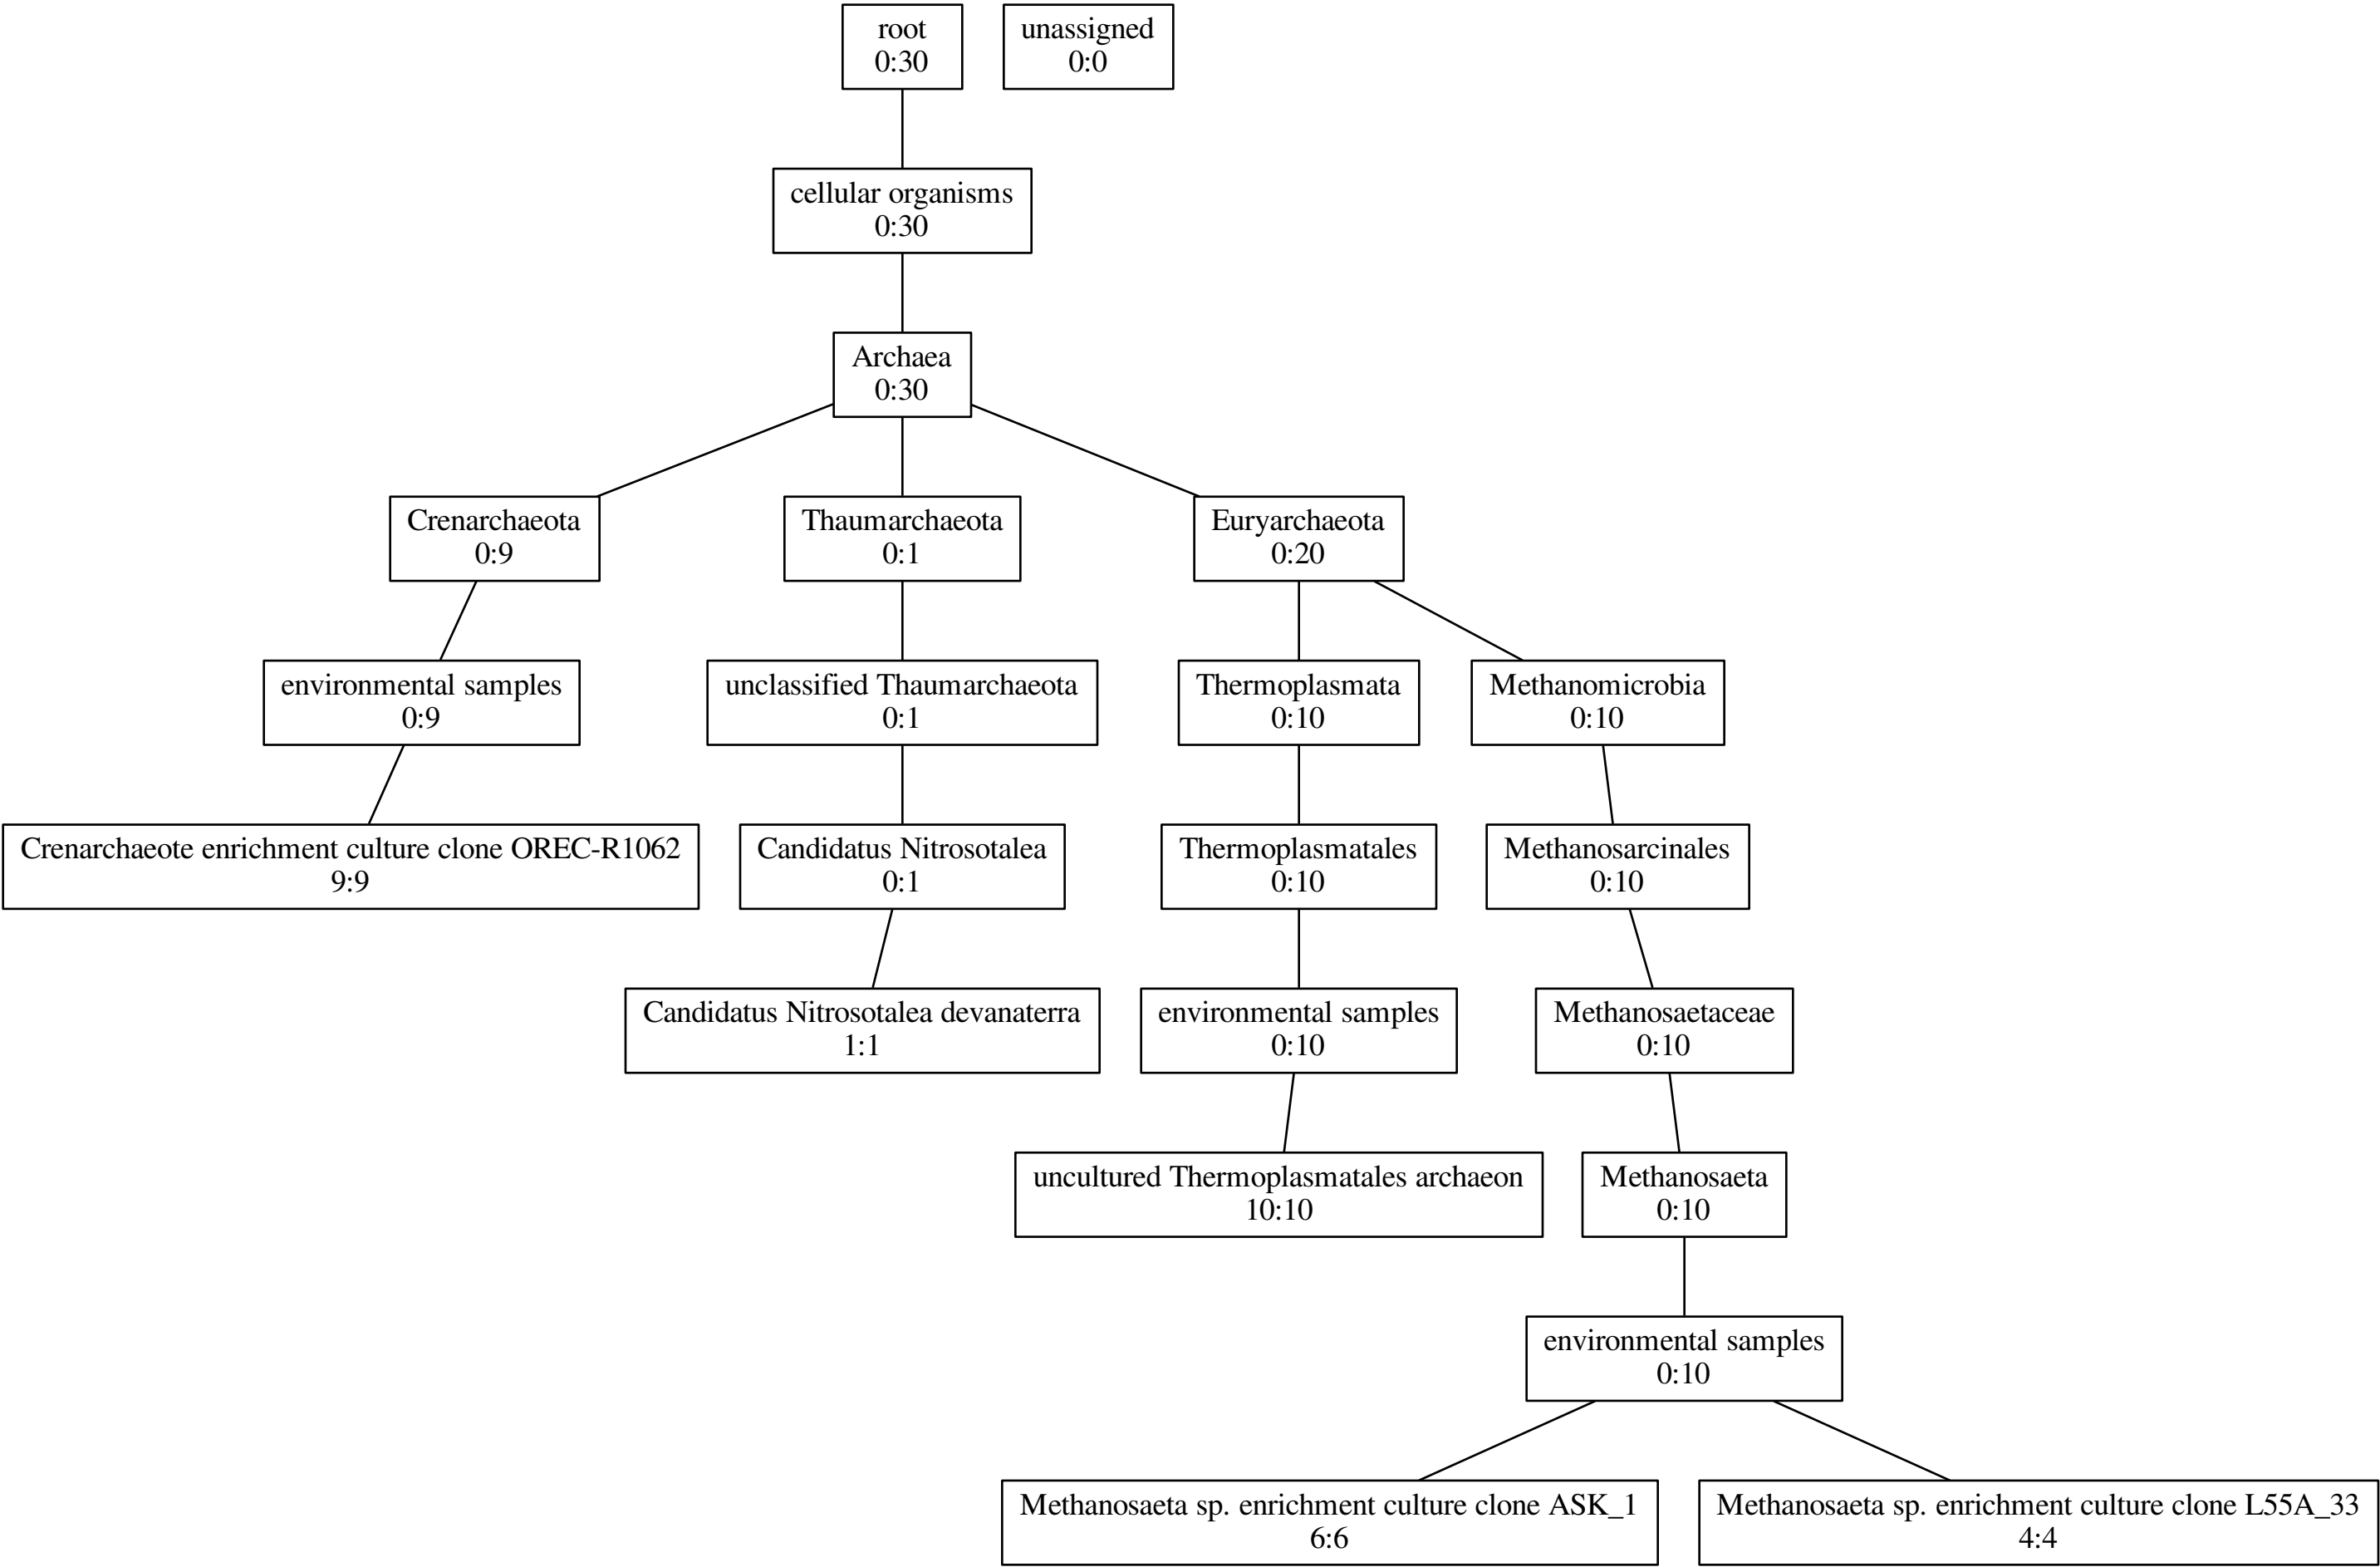 root
0:30
unassigned
0:0
cellular organisms
0:30
Archaea
0:30
Crenarchaeota
0:9
Thaumarchaeota
0:1
Euryarchaeota
0:20
environmental samples
0:9
unclassified Thaumarchaeota
0:1
Thermoplasmata
0:10
Methanomicrobia
0:10
Crenarchaeote enrichment culture clone OREC-R1062
9:9
Candidatus Nitrosotalea
0:1
Thermoplasmatales
0:10
Methanosarcinales
0:10
Candidatus Nitrosotalea devanaterra
1:1
environmental samples
0:10
Methanosaetaceae
0:10
uncultured Thermoplasmatales archaeon
10:10
Methanosaeta
0:10
environmental samples
0:10
Methanosaeta sp. enrichment culture clone ASK_1
6:6
Methanosaeta sp. enrichment culture clone L55A_33
4:4